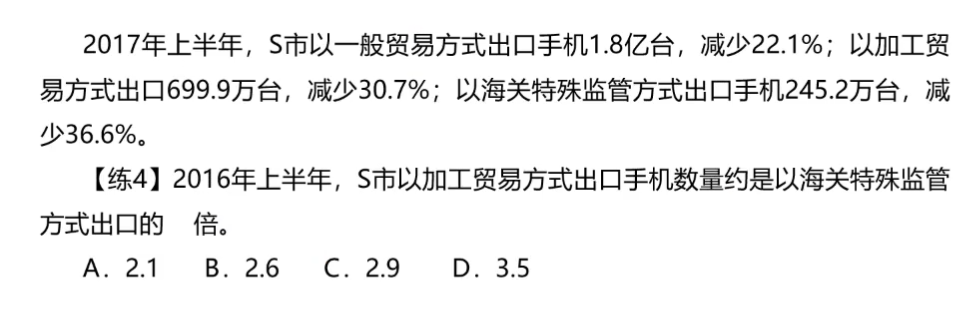 2017年上半年，S市以一般贸易方式出口手机1.8亿台，减少22.1%；以加工贸
易方式出口699.9万台，减少30.7%；以海关特殊监管方式出口手机245.2万台，减
少36.6%。
【练4】2016年上半年，S市以加工贸易方式出口手机数量约是以海关特殊监管
方式出口的 倍。
A．2.1 B．2.6 C．2.9 D．3.5